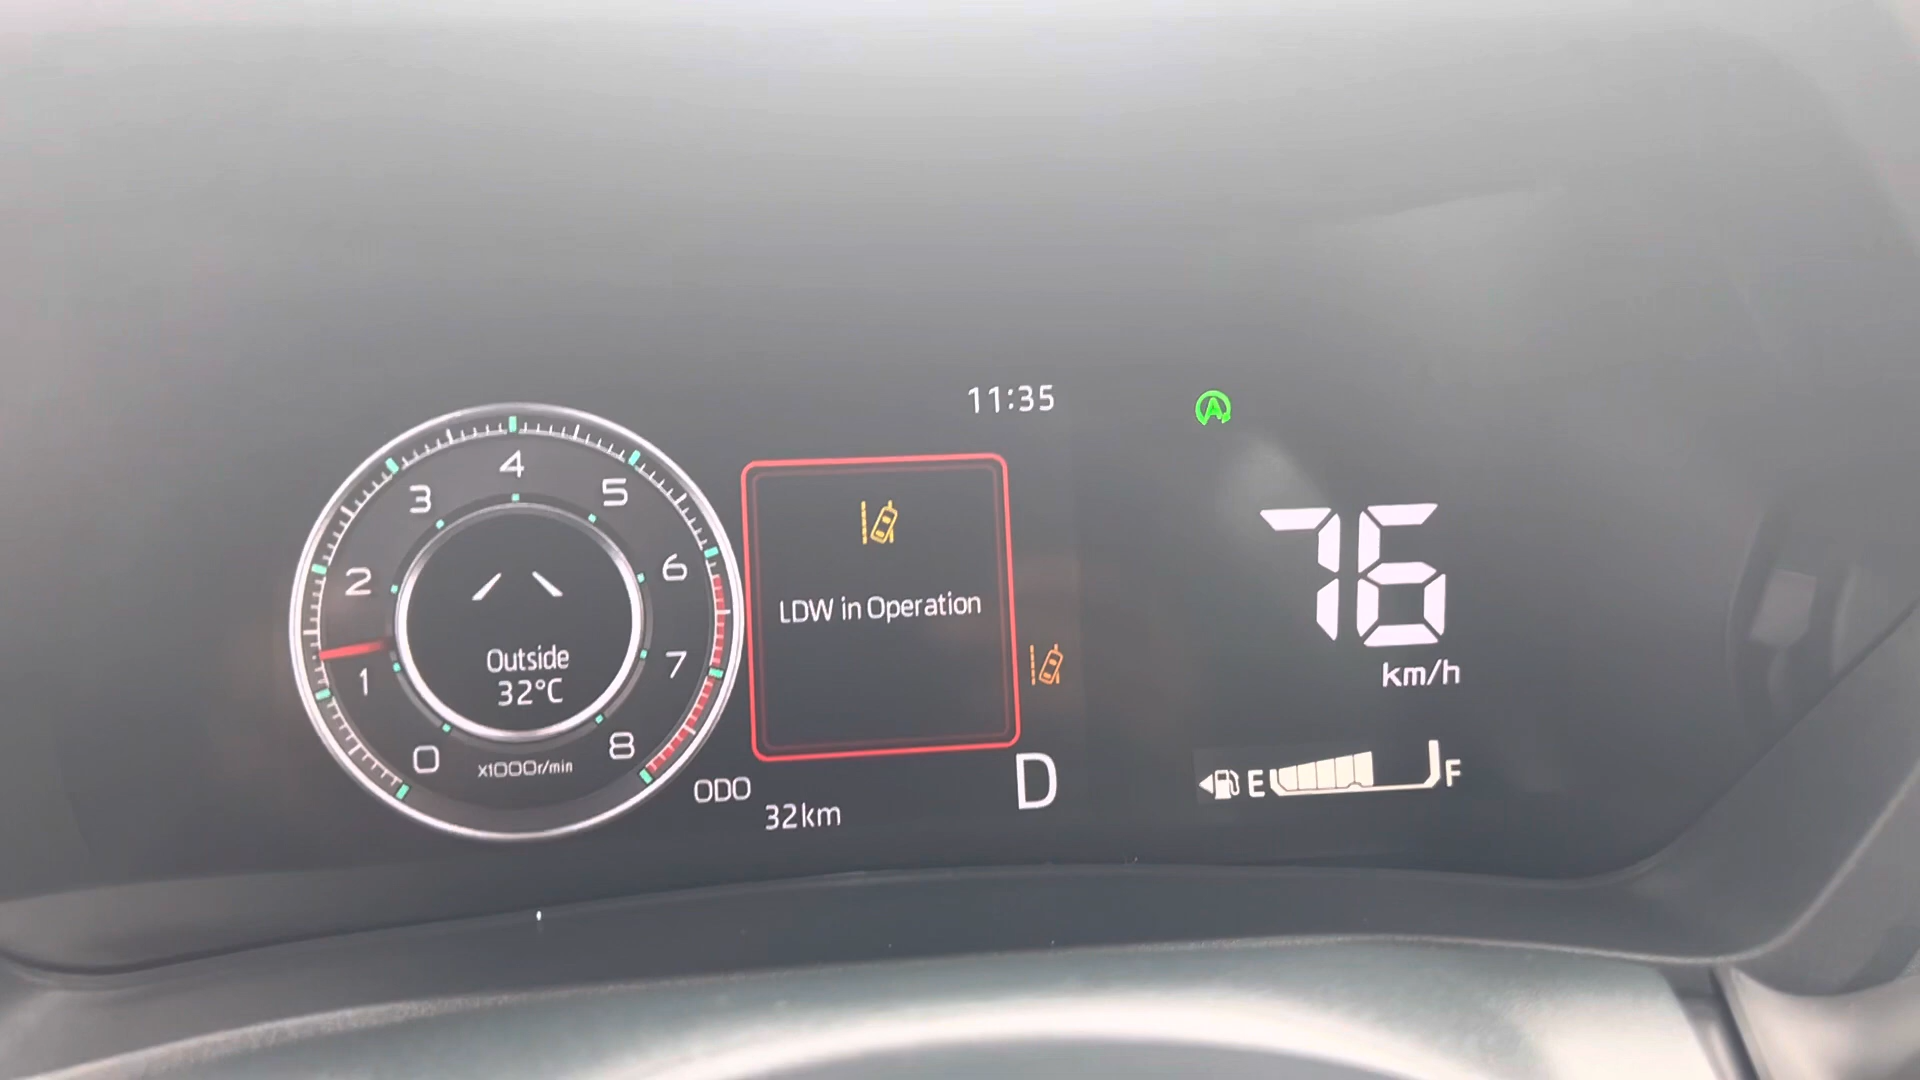 11:35
A
4
3
5
2
6
1
7
0
8
Outside
32°C
x1000r/min
LDW in Operation
76
km/h
ODO
32km
D
E
F